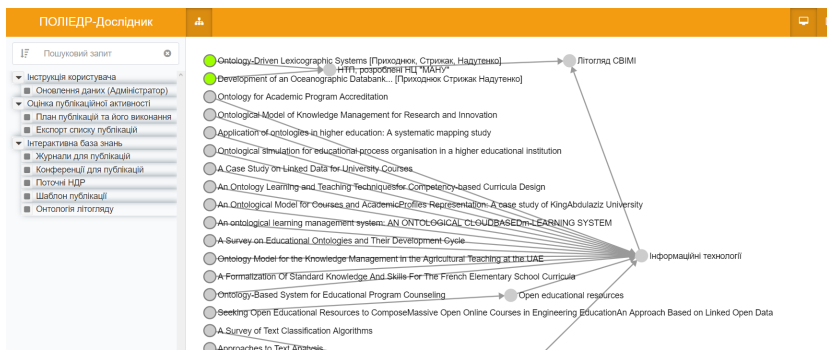 ПОЛІЕДР-Дослідник
Пошуковий запит
Інструкція користувача
Оновлення даних (Адміністратор)
Оцінка публікаційної активності
План публікацій та його виконання
Експорт списку публікацій
Інтерактивна база знань
Журнали для публікацій
Конференції для публікацій
Поточні НДР
Шаблон публікації
Онтологія літогляду
Ontology-Driven Lexicographic Systems [Приходнюк, Стрижак, Надутенко]
Літогляд СВІМІ
НТП, розроблені НЦ "МАНУ"
Development of an Oceanographic Databank... [Приходнюк Стрижак Надутенко]
Ontology for Academic Program Accreditation
Ontological Model of Knowledge Management for Research and Innovation
Application of ontologies in higher education: A systematic mapping study
Ontological simulation for educational process organisation in a higher educational institution
A Case Study on Linked Data for University Courses
An Ontology Learning and Teaching Techniquesfor Competency-based Curricula Design
An Ontological Model for Courses and AcademicProfiles Representation: A case study of KingAbdulaziz University
An ontological learning management system: AN ONTOLOGICAL CLOUDBASEDm-LEARNING SYSTEM
A Survey on Educational Ontologies and Their Development Cycle
Ontology Model for the Knowledge Management in the Agricultural Teaching at the UAE
Інформаційні технології
A Formalization Of Standard Knowledge And Skills For The French Elementary School Curricula
Ontology-Based System for Educational Program Counseling
Open educational resources
Seeking Open Educational Resources to ComposeMassive Open Online Courses in Engineering EducationAn Approach Based on Linked Open Data
A Survey of Text Classification Algorithms
Approaches to Text Analysis